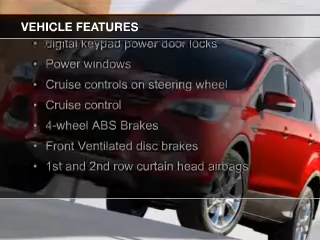 VEHICLE FEATURES
• digital keypad power door locks
• Power windows
• Cruise controls on steering wheel
• Cruise control
• 4-wheel ABS Brakes
• Front Ventilated disc brakes
• 1st and 2nd row curtain head airbags